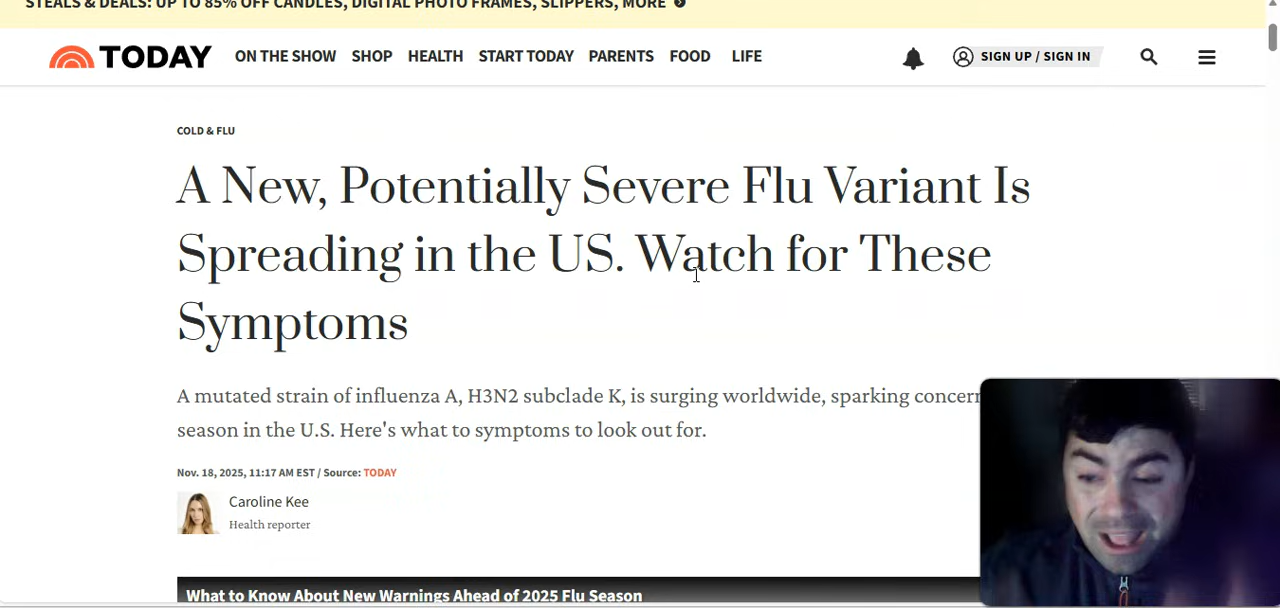 STEALS & DEALS: UP TO 85% OFF CANDLES, DIGITAL PHOTO FRAMES, SLIPPERS, MORE
TODAY ON THE SHOW SHOP HEALTH START TODAY PARENTS FOOD LIFE SIGN UP / SIGN IN
COLD & FLU
A New, Potentially Severe Flu Variant Is
Spreading in the US. Watch for These
Symptoms
A mutated strain of influenza A, H3N2 subclade K, is surging worldwide, sparking concern
season in the U.S. Here's what to symptoms to look out for.
Nov. 18, 2025, 11:17 AM EST / Source: TODAY
Caroline Kee
Health reporter
What to Know About New Warnings Ahead of 2025 Flu Season